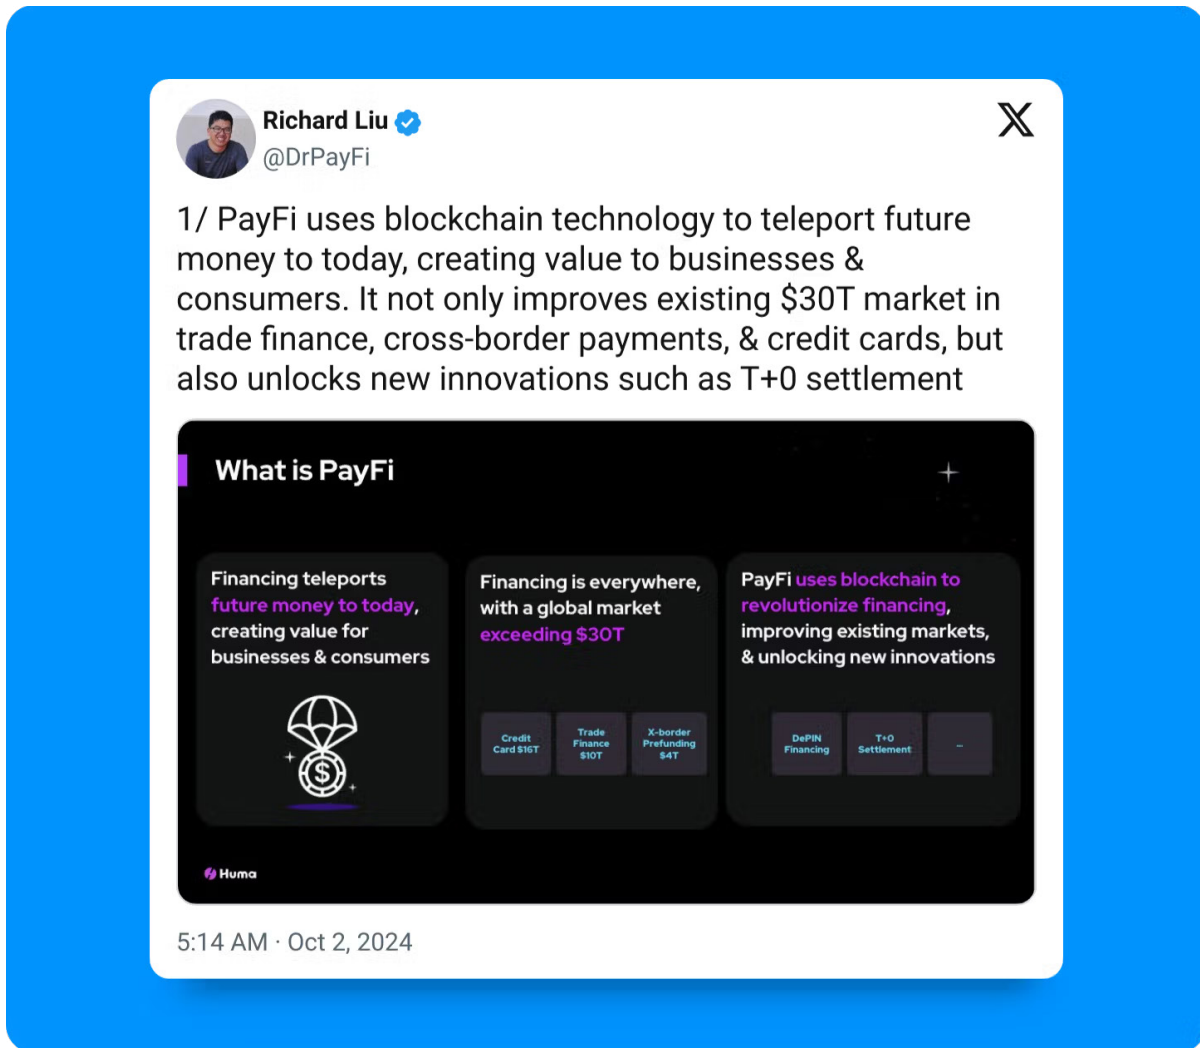 Richard Liu
@DrPayFi
1/ PayFi uses blockchain technology to teleport future
money to today, creating value to businesses &
consumers. It not only improves existing $30T market in
trade finance, cross-border payments, & credit cards, but
also unlocks new innovations such as T+0 settlement
What is PayFi
Financing teleports
future money to today,
creating value for
businesses & consumers
$
Financing is everywhere,
with a global market
exceeding $30T
Credit
Card $16T
Trade
Finance
$10T
X-border
Prefunding
$4T
PayFi uses blockchain to
revolutionize financing,
improving existing markets,
& unlocking new innovations
DePIN
Financing
T+0
Settlement
...
Huma
5:14 AM · Oct 2, 2024